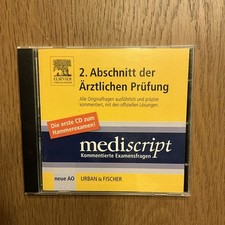 ELSEVIER
2. Abschnitt der
Ärztlichen Prüfung
Alle Originalfragen ausführlich und präzise
kommentiert, mit den offiziellen Lösungen.
Die erste CD zum
Hammerexamen!
mediscript
Kommentierte Examensfragen
neue AO
URBAN & FISCHER